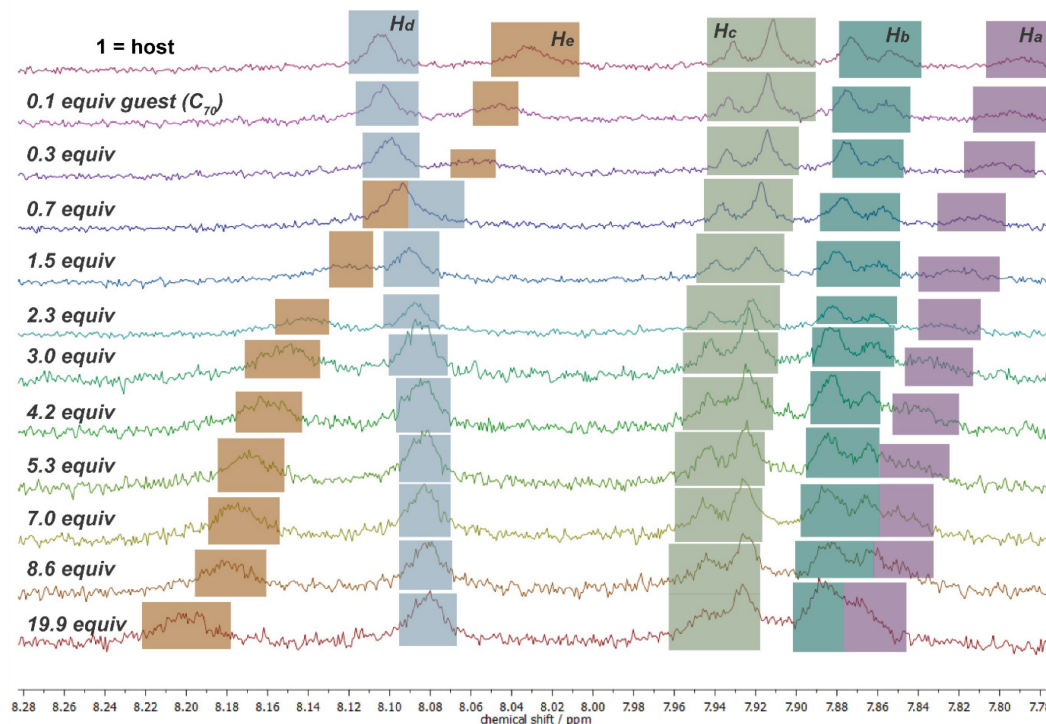 1 = host
Hd He Hc Hb Ha
0.1 equiv guest (C70)
0.3 equiv
0.7 equiv
1.5 equiv
2.3 equiv
3.0 equiv
4.2 equiv
5.3 equiv
7.0 equiv
8.6 equiv
19.9 equiv
8.28 8.26 8.24 8.22 8.20 8.18 8.16 8.14 8.12 8.10 8.08 8.06 8.04 8.02 8.00 7.98 7.96 7.94 7.92 7.90 7.88 7.86 7.84 7.82 7.80 7.78
chemical shift / ppm